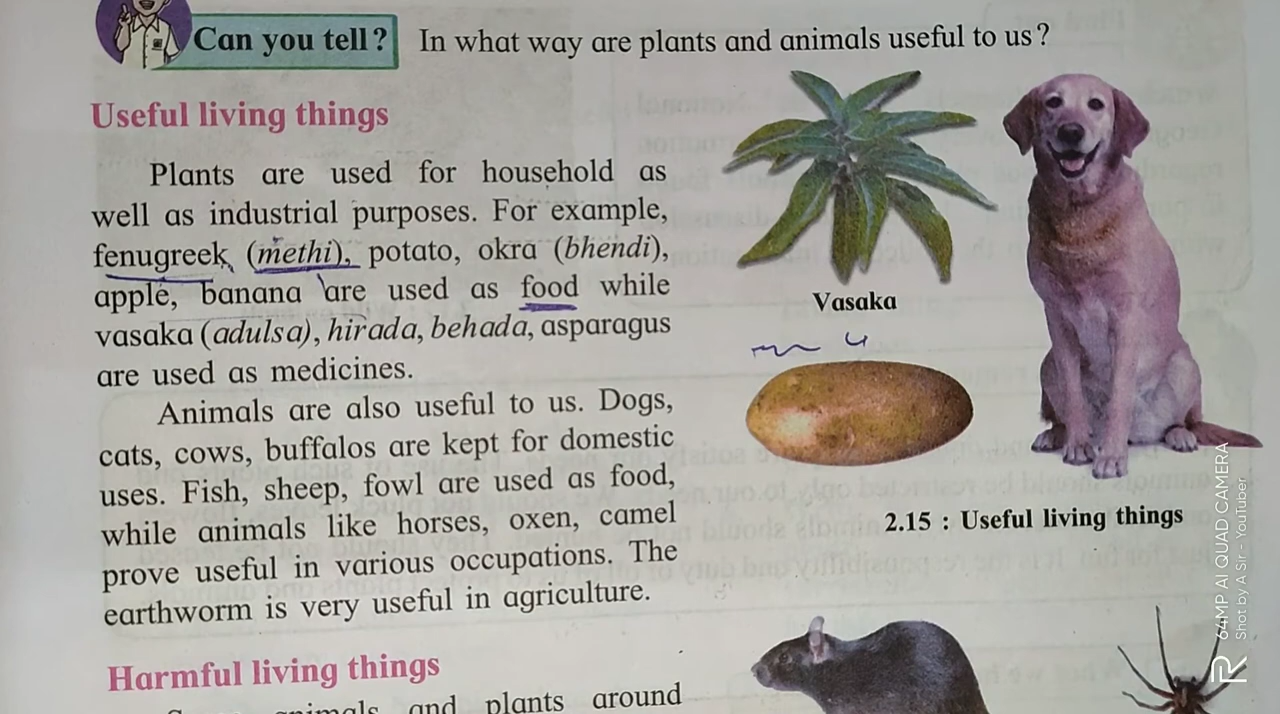 Can you tell? In what way are plants and animals useful to us?
Useful living things
Plants are used for household as
well as industrial purposes. For example,
fenugreek (methi), potato, okra (bhendi),
apple, banana are used as food while
vasaka (adulsa), hirada, behada, asparagus
are used as medicines.
Animals are also useful to us. Dogs,
cats, cows, buffalos are kept for domestic
uses. Fish, sheep, fowl are used as food,
while animals like horses, oxen, camel
prove useful in various occupations. The
earthworm is very useful in agriculture.
Vasaka
2.15 : Useful living things
Harmful living things
animals and plants around
64MP AI QUAD CAMERA
Shot by A Sir - YouTuber